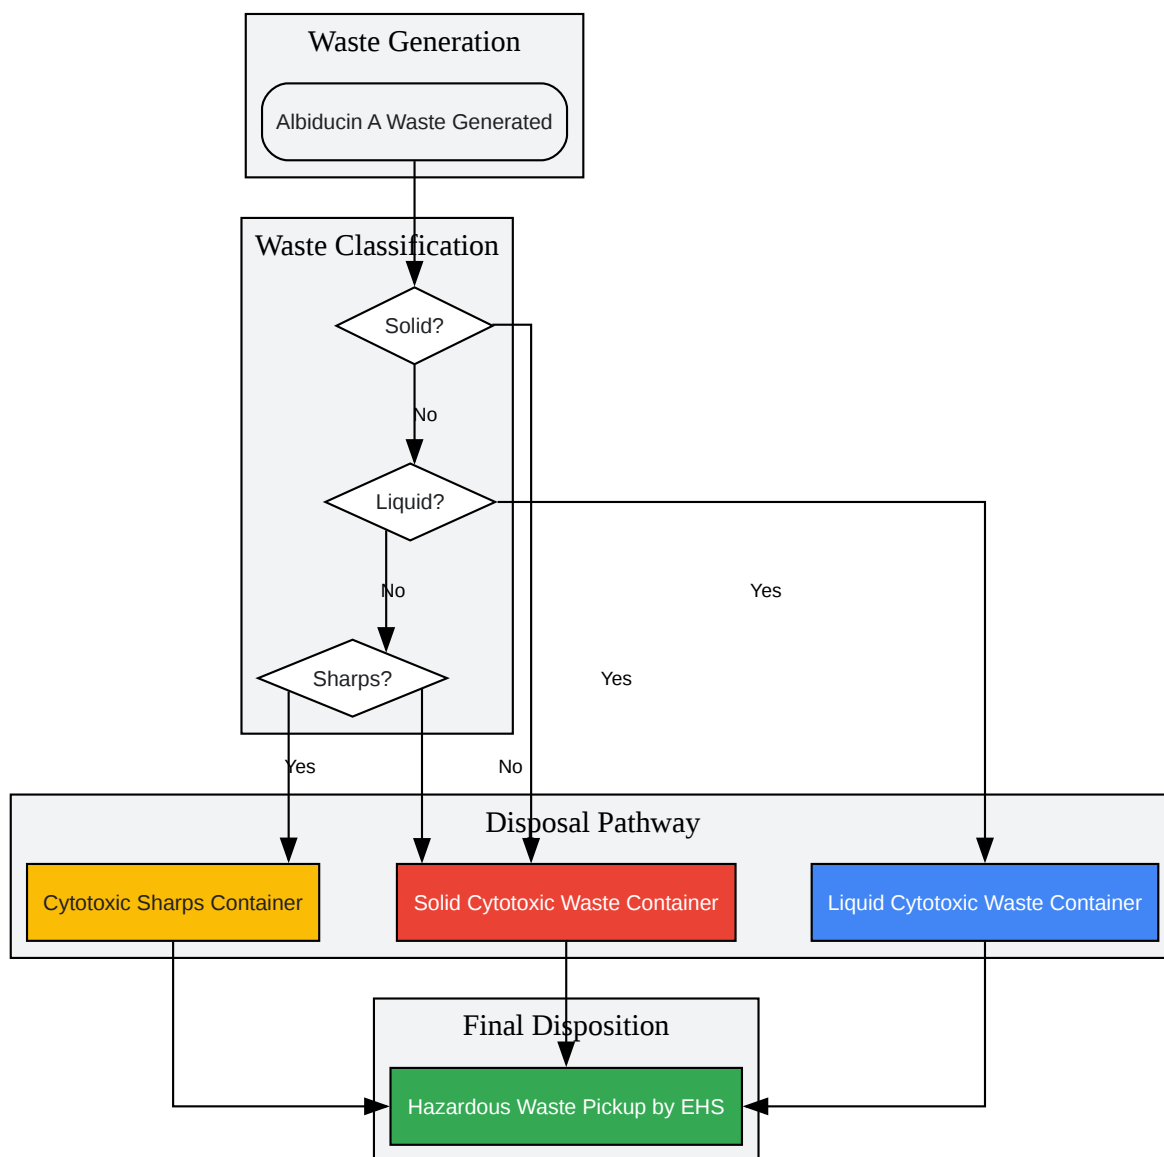 Waste Generation
Albiducin A Waste Generated
Waste Classification
Solid?
No
Liquid?
No
Yes
Sharps?
Yes
Yes
No
Disposal Pathway
Cytotoxic Sharps Container
Solid Cytotoxic Waste Container
Liquid Cytotoxic Waste Container
Final Disposition
Hazardous Waste Pickup by EHS